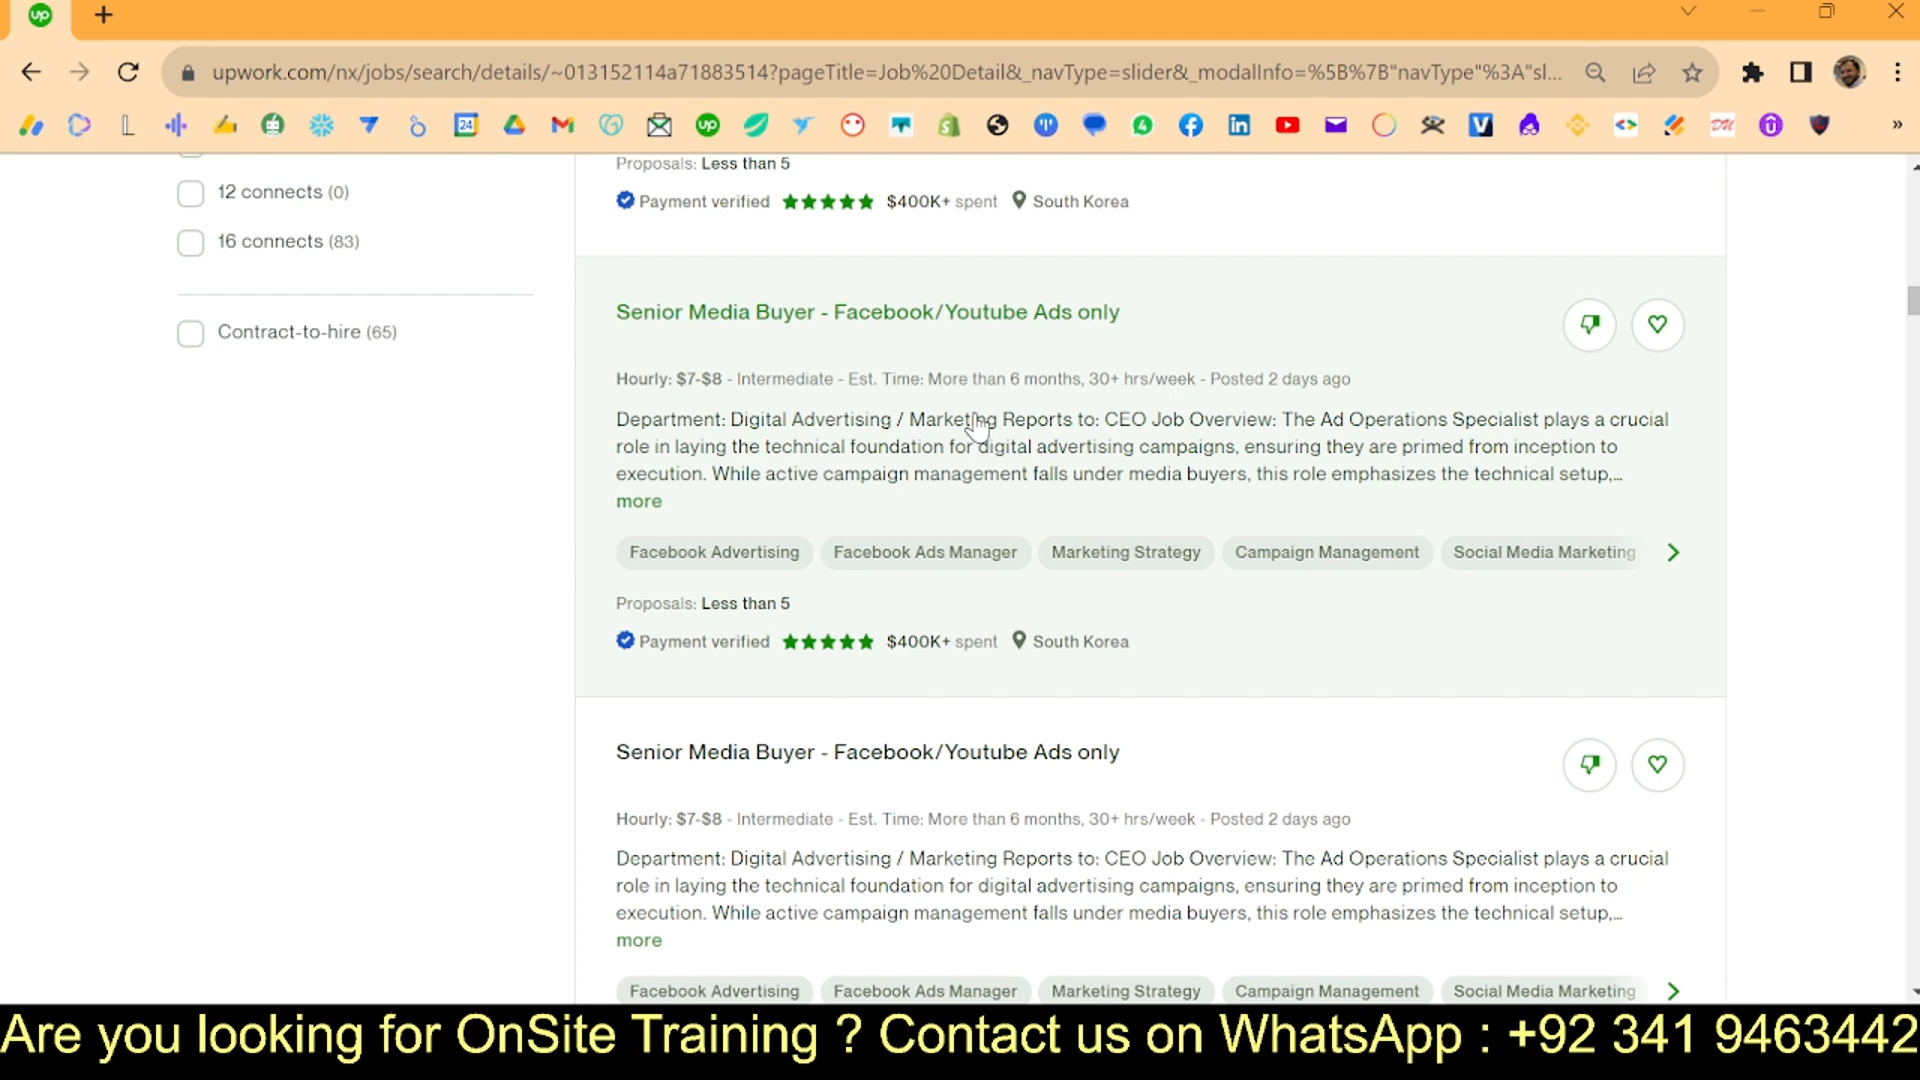 upwork.com/nx/jobs/search/details/~013152114a71883514?pageTitle=Job%20Detail&_navType=slider&_modalInfo=%5B%7B"navType"%3A"sl...
24
Proposals: Less than 5
12 connects (0)
Payment verified $400K+ spent South Korea
16 connects (83)
Senior Media Buyer - Facebook/Youtube Ads only
Contract-to-hire (65)
Hourly: $7-$8 - Intermediate - Est. Time: More than 6 months, 30+ hrs/week - Posted 2 days ago
Department: Digital Advertising / Marketing Reports to: CEO Job Overview: The Ad Operations Specialist plays a crucial
role in laying the technical foundation for digital advertising campaigns, ensuring they are primed from inception to
execution. While active campaign management falls under media buyers, this role emphasizes the technical setup,...
more
Facebook Advertising Facebook Ads Manager Marketing Strategy Campaign Management Social Media Marketing
Proposals: Less than 5
Payment verified $400K+ spent South Korea
Senior Media Buyer - Facebook/Youtube Ads only
Hourly: $7-$8 - Intermediate - Est. Time: More than 6 months, 30+ hrs/week - Posted 2 days ago
Department: Digital Advertising / Marketing Reports to: CEO Job Overview: The Ad Operations Specialist plays a crucial
role in laying the technical foundation for digital advertising campaigns, ensuring they are primed from inception to
execution. While active campaign management falls under media buyers, this role emphasizes the technical setup,...
more
Facebook Advertising Facebook Ads Manager Marketing Strategy Campaign Management Social Media Marketing
Are you looking for OnSite Training ? Contact us on WhatsApp : +92 341 9463442